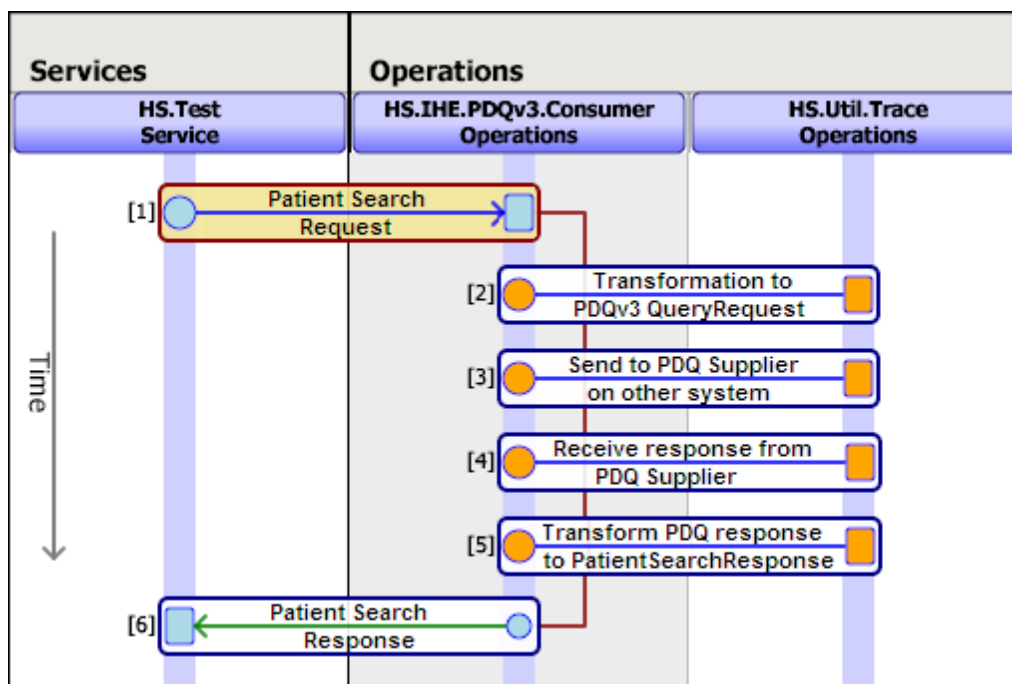 Services
Operations
HS.Test
Service
HS.IHE.PDQv3.Consumer
Operations
HS.Util.Trace
Operations
[1]
Patient Search
Request
[2]
Transformation to
PDQv3 QueryRequest
[3]
Send to PDQ Supplier
on other system
Time
[4]
Receive response from
PDQ Supplier
[5]
Transform PDQ response
to PatientSearchResponse
[6]
Patient Search
Response